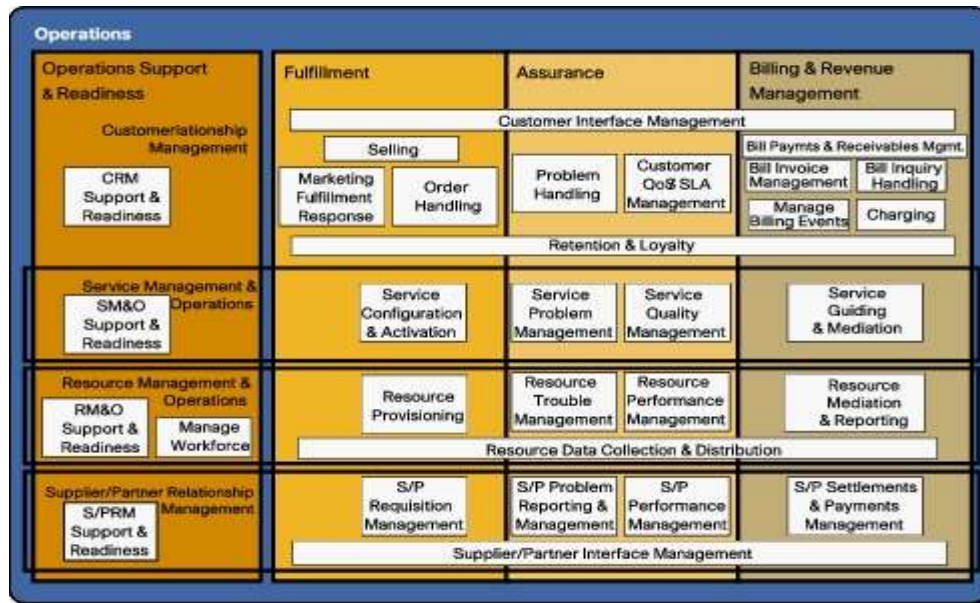 Operations
Operations Support
& Readiness
Fulfillment
Assurance
Billing & Revenue
Management
Customerlationship
Management
Customer Interface Management
CRM
Support &
Readiness
Selling
Marketing
Fulfillment
Response
Order
Handling
Problem
Handling
Customer
QoS SLA
Management
Bill Paymts & Receivables Mgmt.
Bill Invoice
Management
Bill Inquiry
Handling
Manage
Billing Events
Charging
Retention & Loyalty
Service Management &
Operations
SM&O
Support &
Readiness
Service
Configuration
& Activation
Service
Problem
Management
Service
Quality
Management
Service
Guiding
& Mediation
Resource Management &
Operations
RM&O
Support &
Readiness
Manage
Workforce
Resource
Provisioning
Resource
Trouble
Management
Resource
Performance
Management
Resource
Mediation
& Reporting
Resource Data Collection & Distribution
Supplier/Partner Relationship
Management
S/PRM
Support &
Readiness
S/P
Requisition
Management
S/P Problem
Reporting &
Management
S/P
Performance
Management
S/P Settlements
& Payments
Management
Supplier/Partner Interface Management